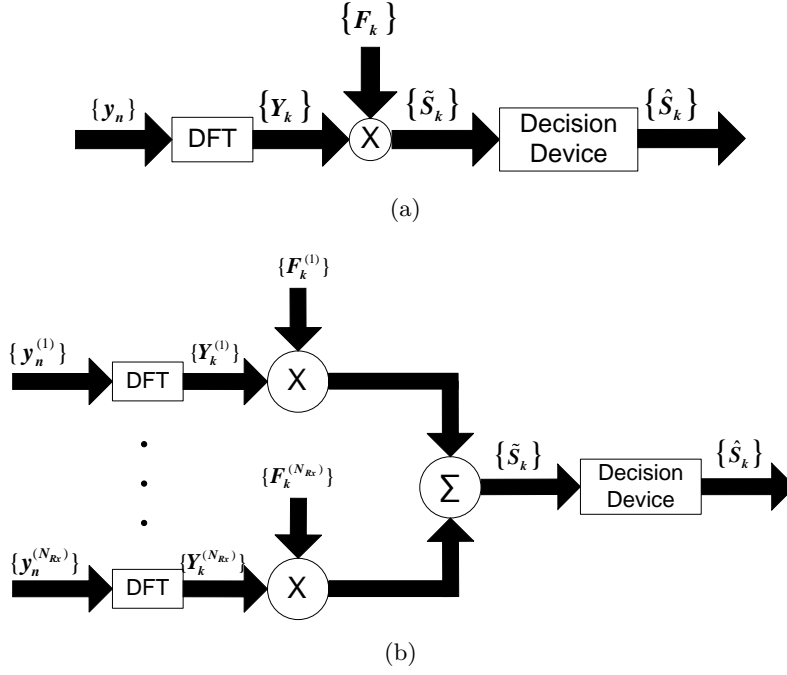 {F_k}
{y_n} {Y_k} {S̃_k} {Ŝ_k}
DFT X Decision Device
(a)
{F_k^(1)}
{y_n^(1)} {Y_k^(1)}
DFT X
{F_k^(N_Rx)} {S̃_k} {Ŝ_k}
Σ Decision Device
{y_n^(N_Rx)} {Y_k^(N_Rx)}
DFT X
(b)